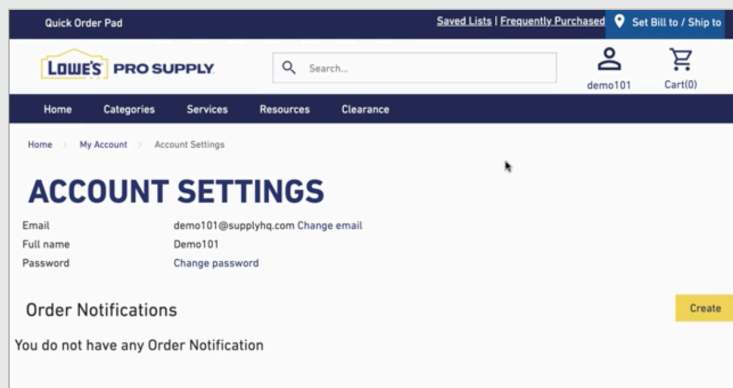 Quick Order Pad Saved Lists | Frequently Purchased Set Bill to / Ship to
LOWE'S PRO SUPPLY Search...
demo101 Cart(0)
Home Categories Services Resources Clearance
Home My Account Account Settings
ACCOUNT SETTINGS
Email demo101@supplyhq.com Change email
Full name Demo101
Password Change password
Order Notifications Create
You do not have any Order Notification